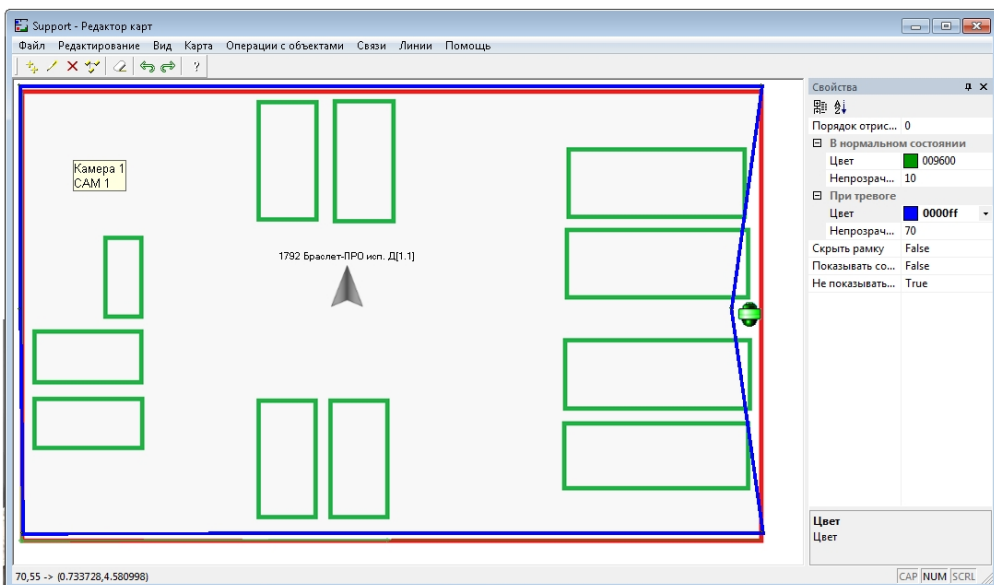 Support - Редактор карт
Файл Редактирование Вид Карта Операции с объектами Связи Линии Помощь
?
Камера 1
CAM 1
1792 Браслет-ПРО исп. Д[1.1]
Свойства
Порядок отрис... 0
В нормальном состоянии
Цвет 009600
Непрозрач... 10
При тревоге
Цвет 0000ff
Непрозрач... 70
Скрыть рамку False
Показывать со... False
Не показывать... True
Цвет
Цвет
70,55 -> (0.733728,4.580998)
CAP NUM SCRL